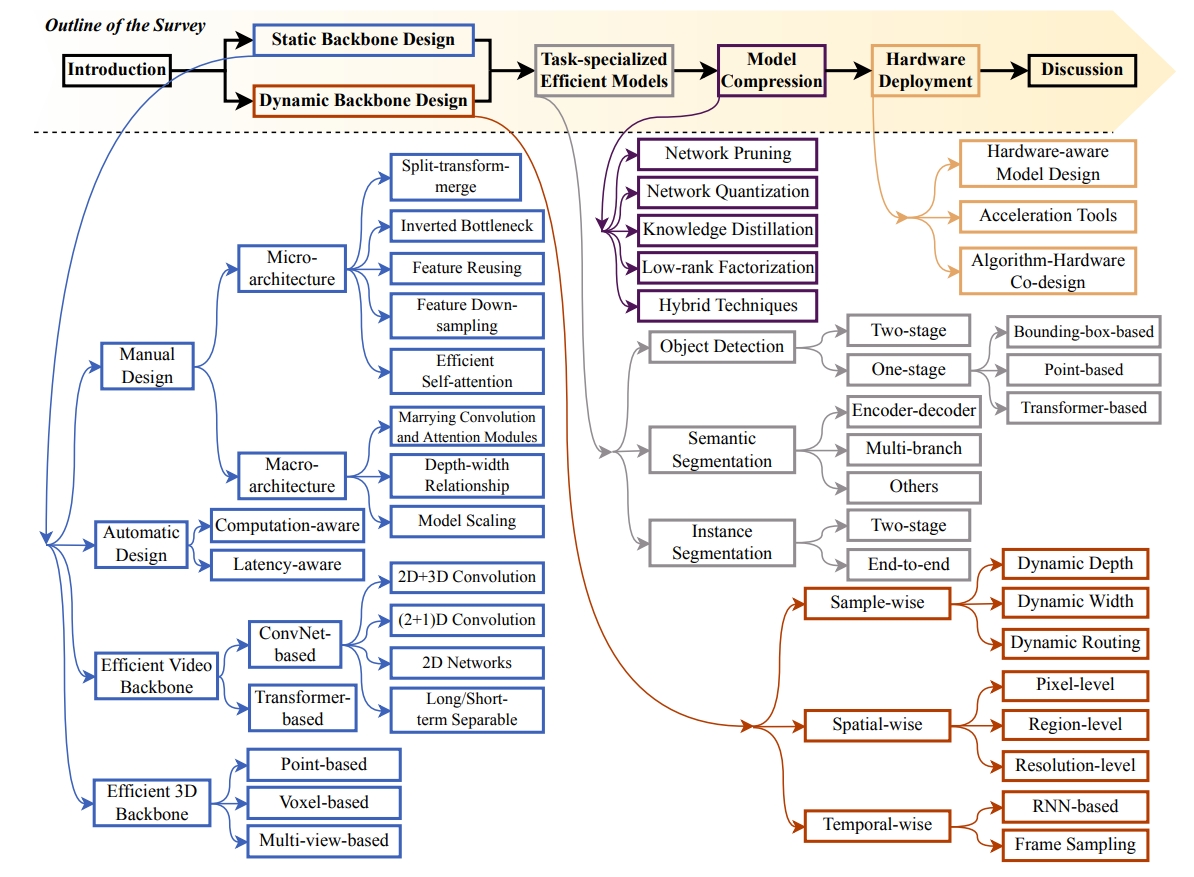 Outline of the Survey
Introduction
Static Backbone Design
Dynamic Backbone Design
Task-specialized
Efficient Models
Model
Compression
Hardware
Deployment
Discussion
Manual
Design
Micro-
architecture
Split-transform-
merge
Inverted Bottleneck
Feature Reusing
Feature Down-
sampling
Efficient
Self-attention
Macro-
architecture
Marrying Convolution
and Attention Modules
Depth-width
Relationship
Model Scaling
Automatic
Design
Computation-aware
Latency-aware
Efficient Video
Backbone
ConvNet-
based
2D+3D Convolution
(2+1)D Convolution
2D Networks
Long/Short-
term Separable
Transformer-
based
Efficient 3D
Backbone
Point-based
Voxel-based
Multi-view-based
Network Pruning
Network Quantization
Knowledge Distillation
Low-rank Factorization
Hybrid Techniques
Hardware-aware
Model Design
Acceleration Tools
Algorithm-Hardware
Co-design
Object Detection
Two-stage
One-stage
Bounding-box-based
Point-based
Transformer-based
Semantic
Segmentation
Encoder-decoder
Multi-branch
Others
Instance
Segmentation
Two-stage
End-to-end
Sample-wise
Dynamic Depth
Dynamic Width
Dynamic Routing
Spatial-wise
Pixel-level
Region-level
Resolution-level
Temporal-wise
RNN-based
Frame Sampling